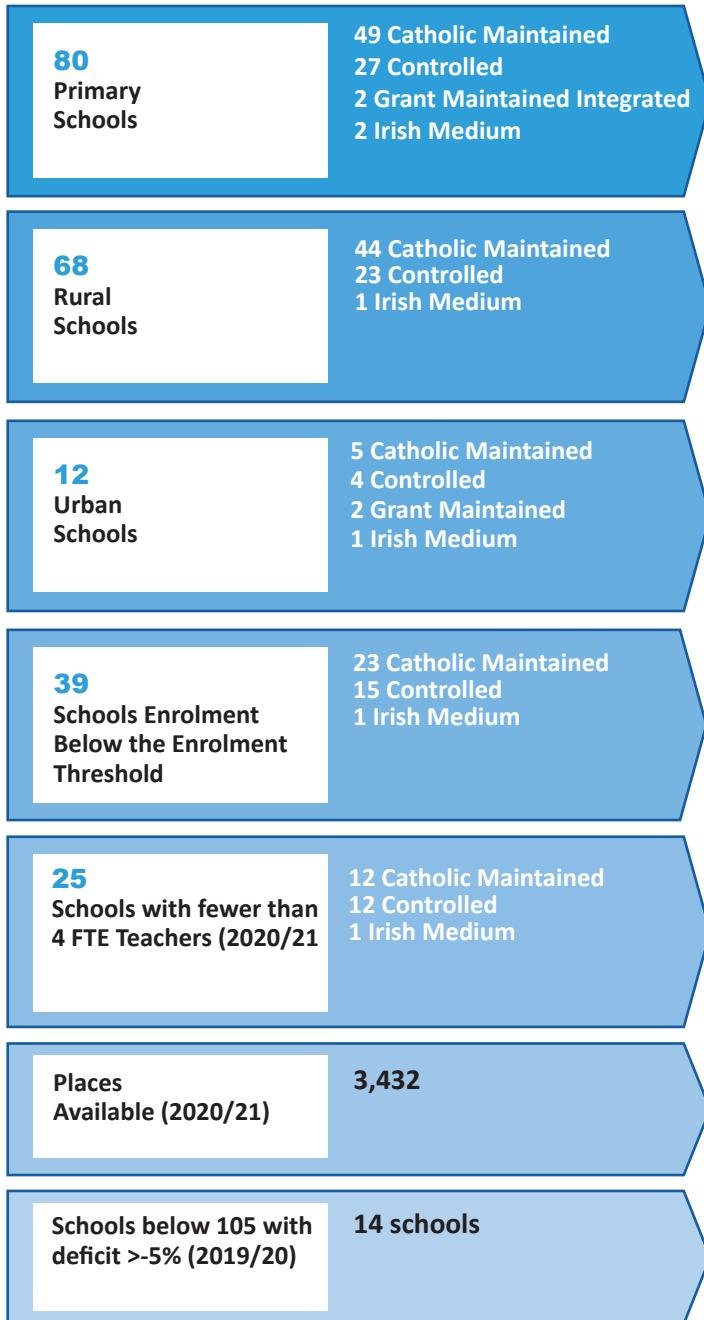 80
Primary
Schools
49 Catholic Maintained
27 Controlled
2 Grant Maintained Integrated
2 Irish Medium
68
Rural
Schools
44 Catholic Maintained
23 Controlled
1 Irish Medium
12
Urban
Schools
5 Catholic Maintained
4 Controlled
2 Grant Maintained
1 Irish Medium
39
Schools Enrolment
Below the Enrolment
Threshold
23 Catholic Maintained
15 Controlled
1 Irish Medium
25
Schools with fewer than
4 FTE Teachers (2020/21
12 Catholic Maintained
12 Controlled
1 Irish Medium
Places
Available (2020/21)
3,432
Schools below 105 with
deficit >-5% (2019/20)
14 schools